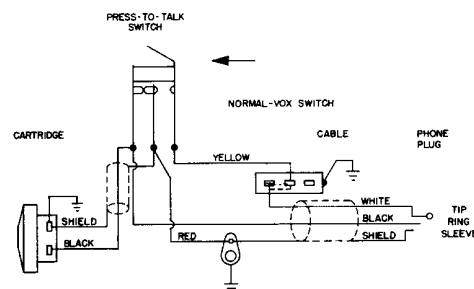 PRESS-TO-TALK
SWITCH
NORMAL-VOX SWITCH
CARTRIDGE
CABLE
PHONE
PLUG
YELLOW
WHITE
SHIELD
BLACK
TIP
RING
SLEEVE
BLACK
RED
SHIELD